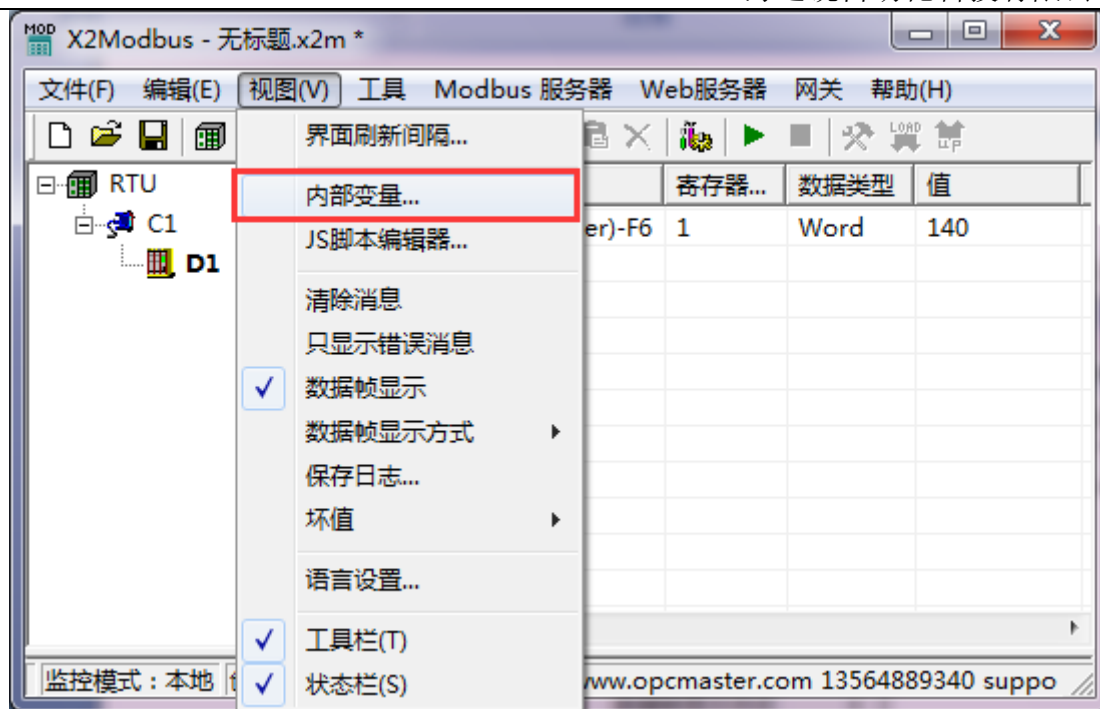 X2Modbus - 无标题.x2m *
文件(F) 编辑(E) 视图(V) 工具 Modbus 服务器 Web服务器 网关 帮助(H)
界面刷新间隔...
内部变量...
JS脚本编辑器...
清除消息
只显示错误消息
数据帧显示
数据帧显示方式
保存日志...
坏值
语言设置...
工具栏(T)
状态栏(S)
RTU
C1
D1
寄存器... 数据类型 值
er)-F6 1 Word 140
监控模式：本地
www.opcmaster.com 13564889340 suppo